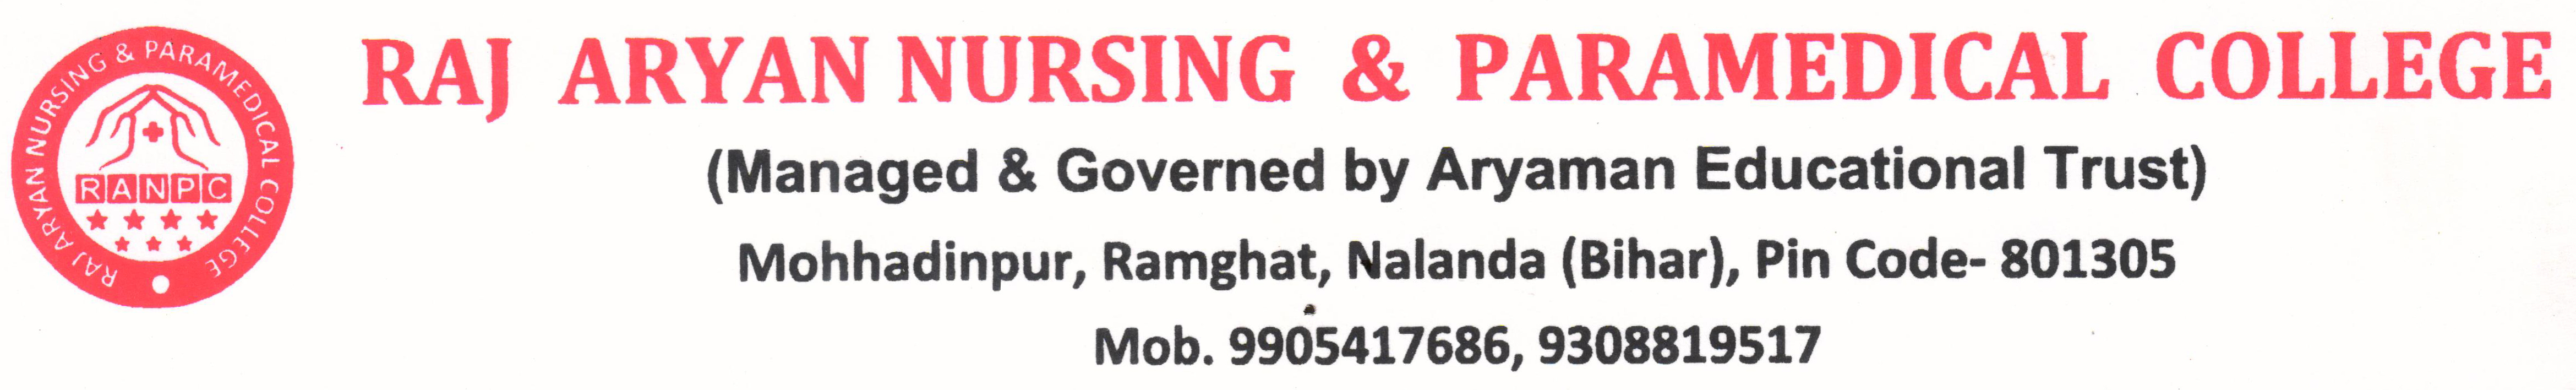 RAJ ARYAN NURSING & PARAMEDICAL COLLEGE
RANPC
RAJ ARYAN NURSING & PARAMEDICAL COLLEGE
(Managed & Governed by Aryaman Educational Trust)
Mohhadinpur, Ramghat, Nalanda (Bihar), Pin Code- 801305
Mob. 9905417686, 9308819517